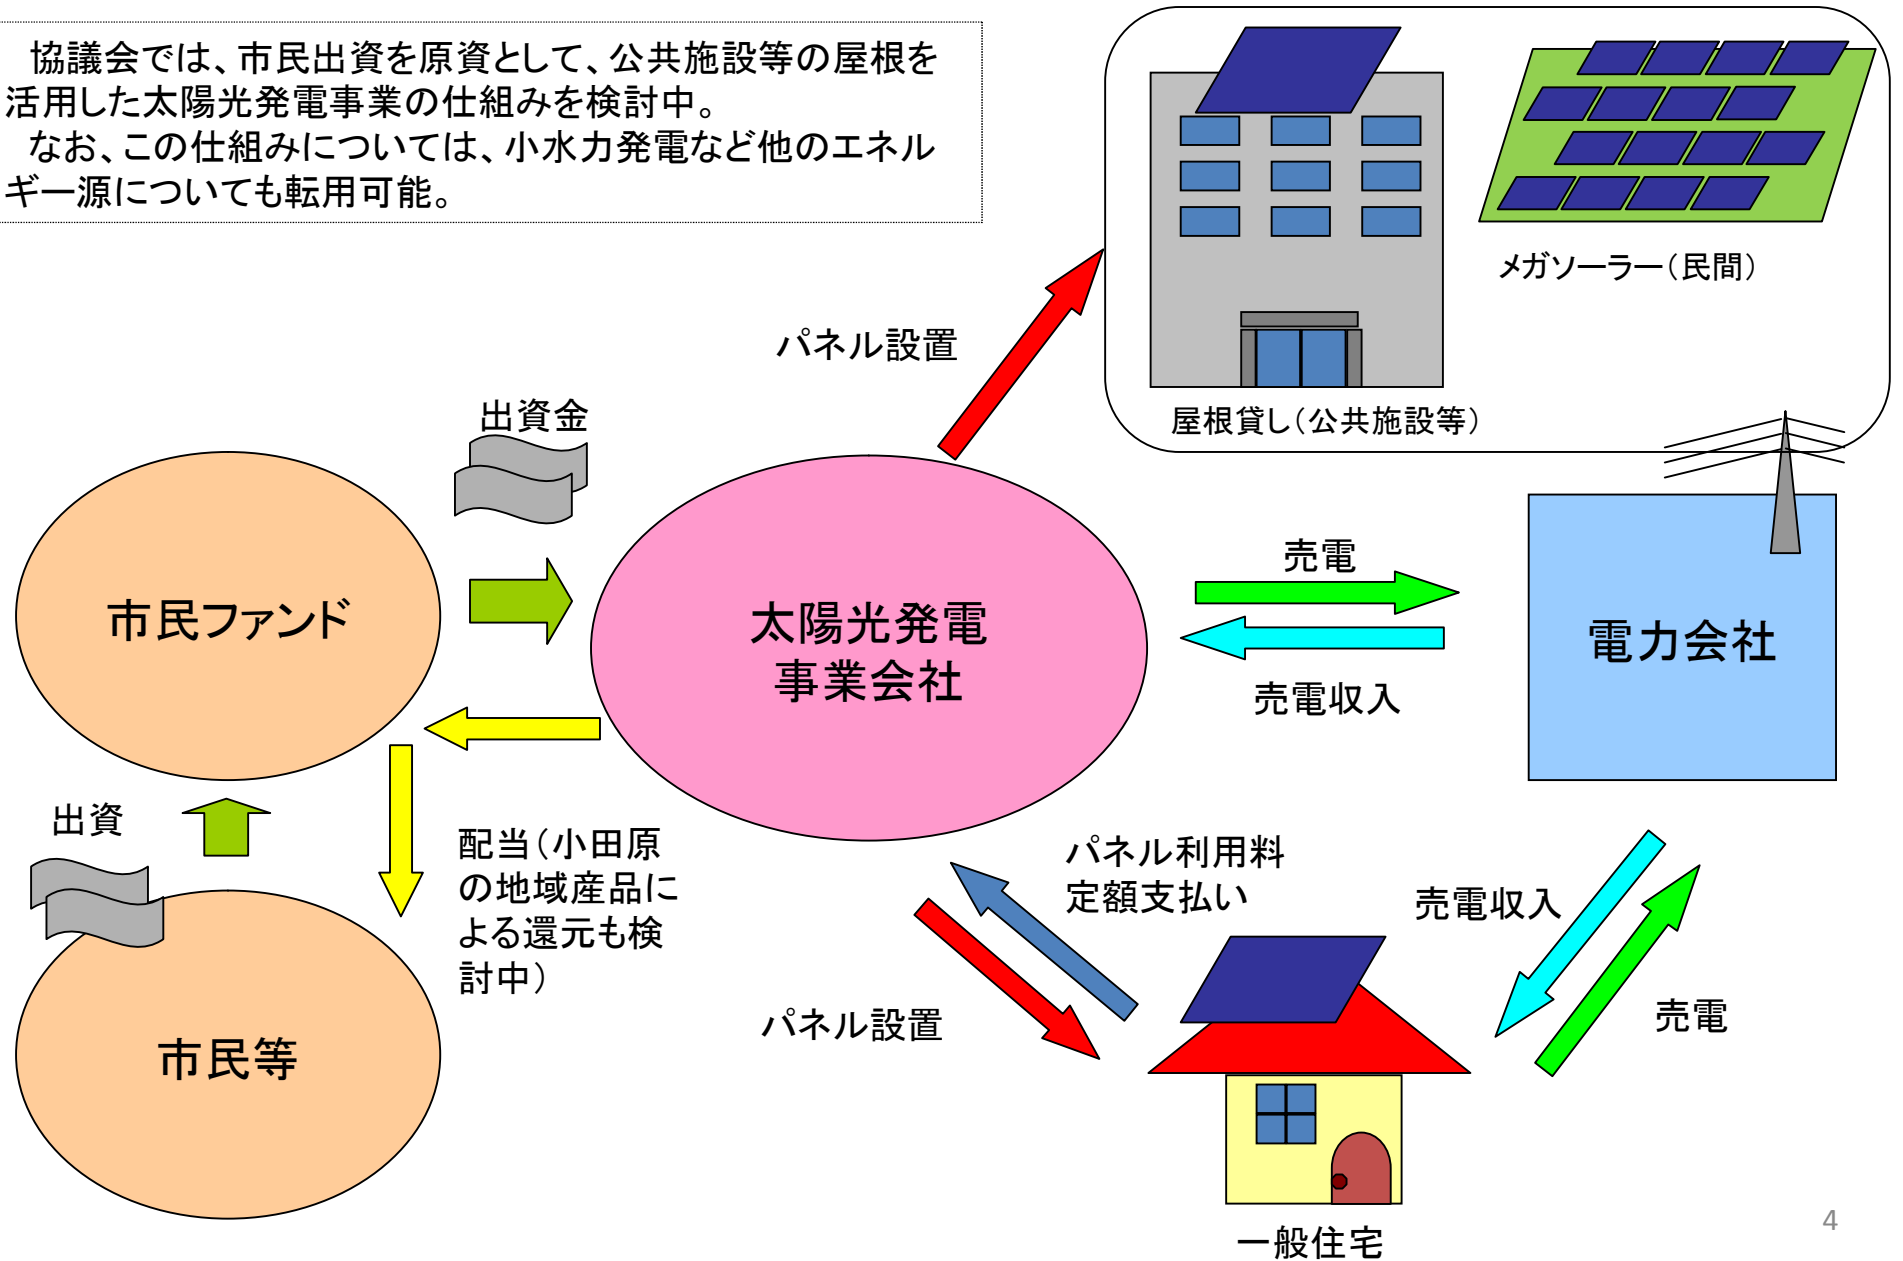 協議会では、市民出資を原資として、公共施設等の屋根を
活用した太陽光発電事業の仕組みを検討中。
なお、この仕組みについては、小水力発電など他のエネル
ギー源についても転用可能。
メガソーラー（民間）
屋根貸し（公共施設等）
パネル設置
出資金
市民ファンド
太陽光発電
事業会社
売電
売電収入
電力会社
出資
配当（小田原
の地域産品に
よる還元も検
討中）
市民等
パネル利用料
定額支払い
パネル設置
売電収入
売電
一般住宅
4